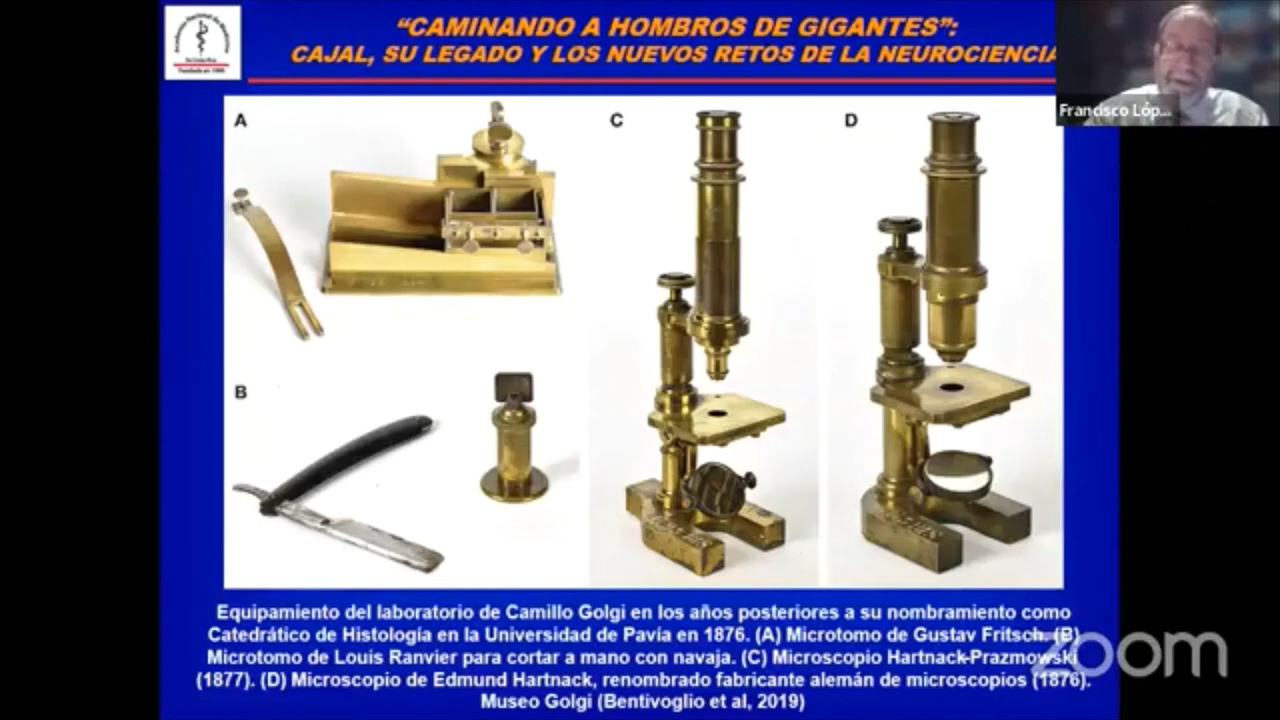 “CAMINANDO A HOMBROS DE GIGANTES”:
CAJAL, SU LEGADO Y LOS NUEVOS RETOS DE LA NEUROCIENCIA
Francisco Lóp...
A
B
C
D
Equipamiento del laboratorio de Camillo Golgi en los años posteriores a su nombramiento como
Catedrático de Histología en la Universidad de Pavía en 1876. (A) Microtomo de Gustav Fritsch. (B)
Microtomo de Louis Ranvier para cortar a mano con navaja. (C) Microscopio Hartnack-Prazmowski
(1877). (D) Microscopio de Edmund Hartnack, renombrado fabricante alemán de microscopios (1876).
Museo Golgi (Bentivoglio et al, 2019)
zoom